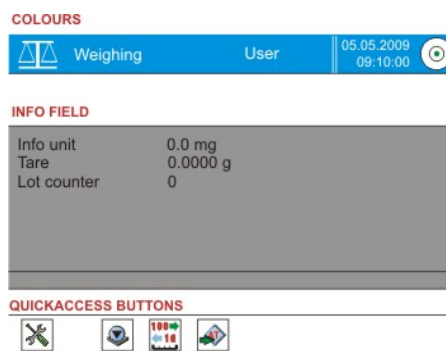 COLOURS
Weighing User 05.05.2009
09:10:00
INFO FIELD
Info unit 0.0 mg
Tare 0.0000 g
Lot counter 0
QUICKACCESS BUTTONS
100
10